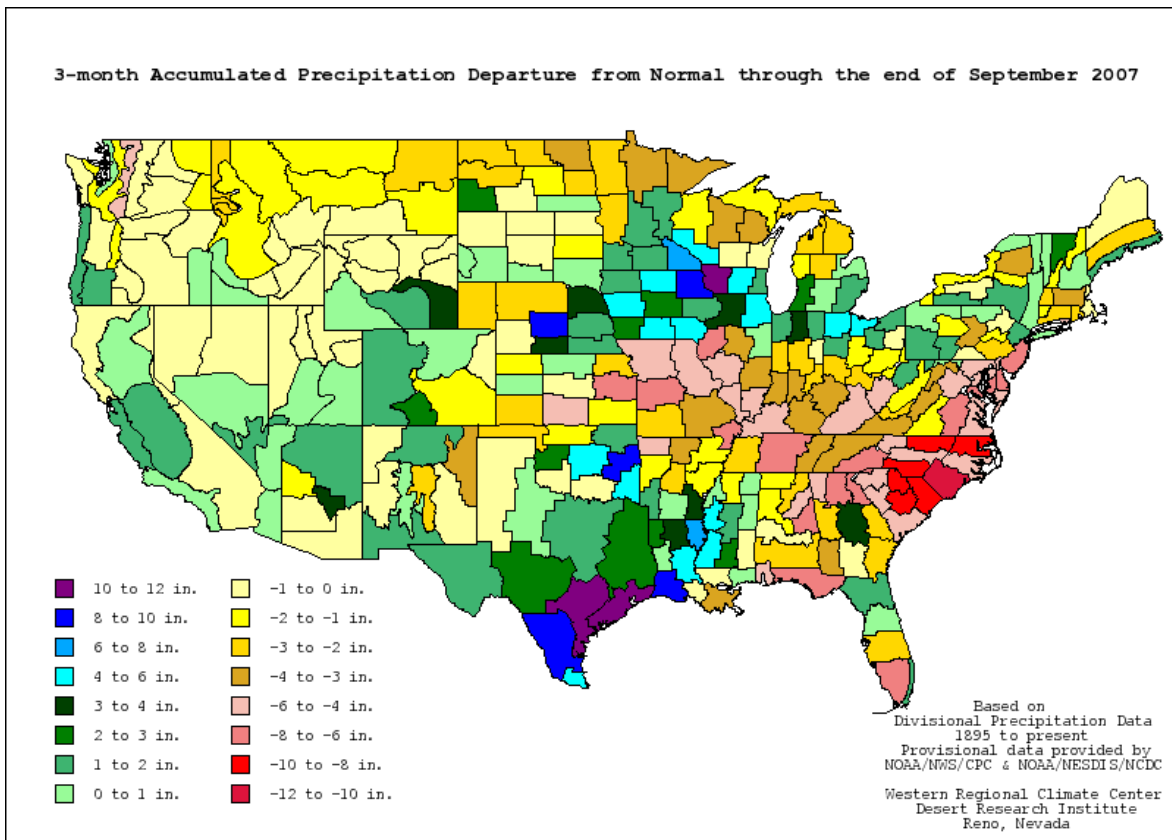 3-month Accumulated Precipitation Departure from Normal through the end of September 2007
10 to 12 in.
8 to 10 in.
6 to 8 in.
4 to 6 in.
3 to 4 in.
2 to 3 in.
1 to 2 in.
0 to 1 in.
-1 to 0 in.
-2 to -1 in.
-3 to -2 in.
-4 to -3 in.
-6 to -4 in.
-8 to -6 in.
-10 to -8 in.
-12 to -10 in.
Based on
Divisional Precipitation Data
1895 to present
Provisional data provided by
NOAA/NWS/CPC & NOAA/NESDIS/NCDC
Western Regional Climate Center
Desert Research Institute
Reno, Nevada